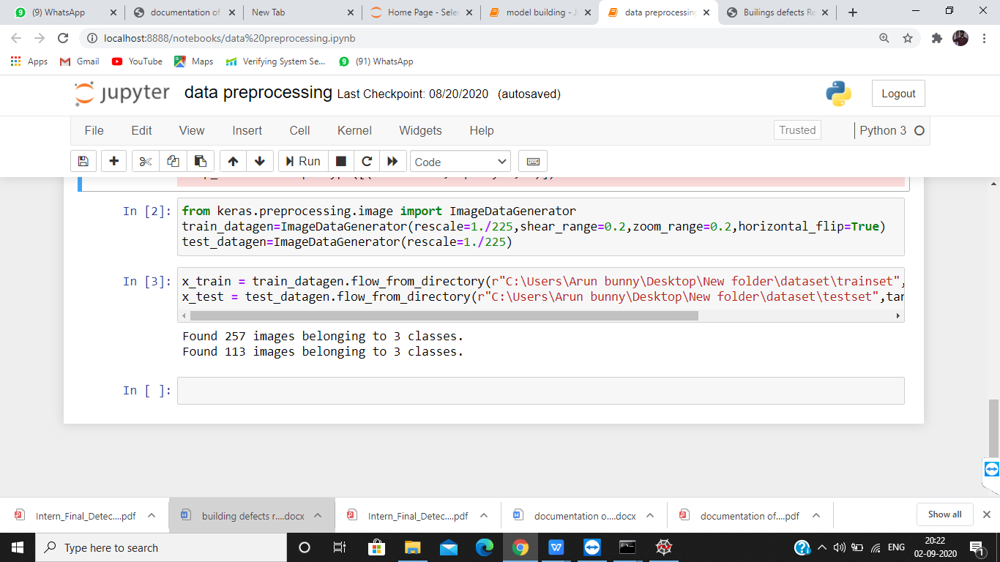 (9) WhatsApp
documentation of
New Tab
Home Page - Sele
model building - J
data preprocessing
Builings defects Re
localhost:8888/notebooks/data%20preprocessing.ipynb
Apps
Gmail
YouTube
Maps
Verifying System Se...
(91) WhatsApp
jupyter data preprocessing Last Checkpoint: 08/20/2020 (autosaved)
Logout
File Edit View Insert Cell Kernel Widgets Help
Trusted
Python 3
Run
Code
In [2]:
from keras.preprocessing.image import ImageDataGenerator
train_datagen=ImageDataGenerator(rescale=1./225,shear_range=0.2,zoom_range=0.2,horizontal_flip=True)
test_datagen=ImageDataGenerator(rescale=1./225)
In [3]:
x_train = train_datagen.flow_from_directory(r"C:\Users\Arun bunny\Desktop\New folder\dataset\trainset",
x_test = test_datagen.flow_from_directory(r"C:\Users\Arun bunny\Desktop\New folder\dataset\testset",tar
Found 257 images belonging to 3 classes.
Found 113 images belonging to 3 classes.
In [ ]:
Intern_Final_Detec....pdf
building defects r....docx
Intern_Final_Detec....pdf
documentation o....docx
documentation of....pdf
Show all
Type here to search
ENG
20:22
02-09-2020
1